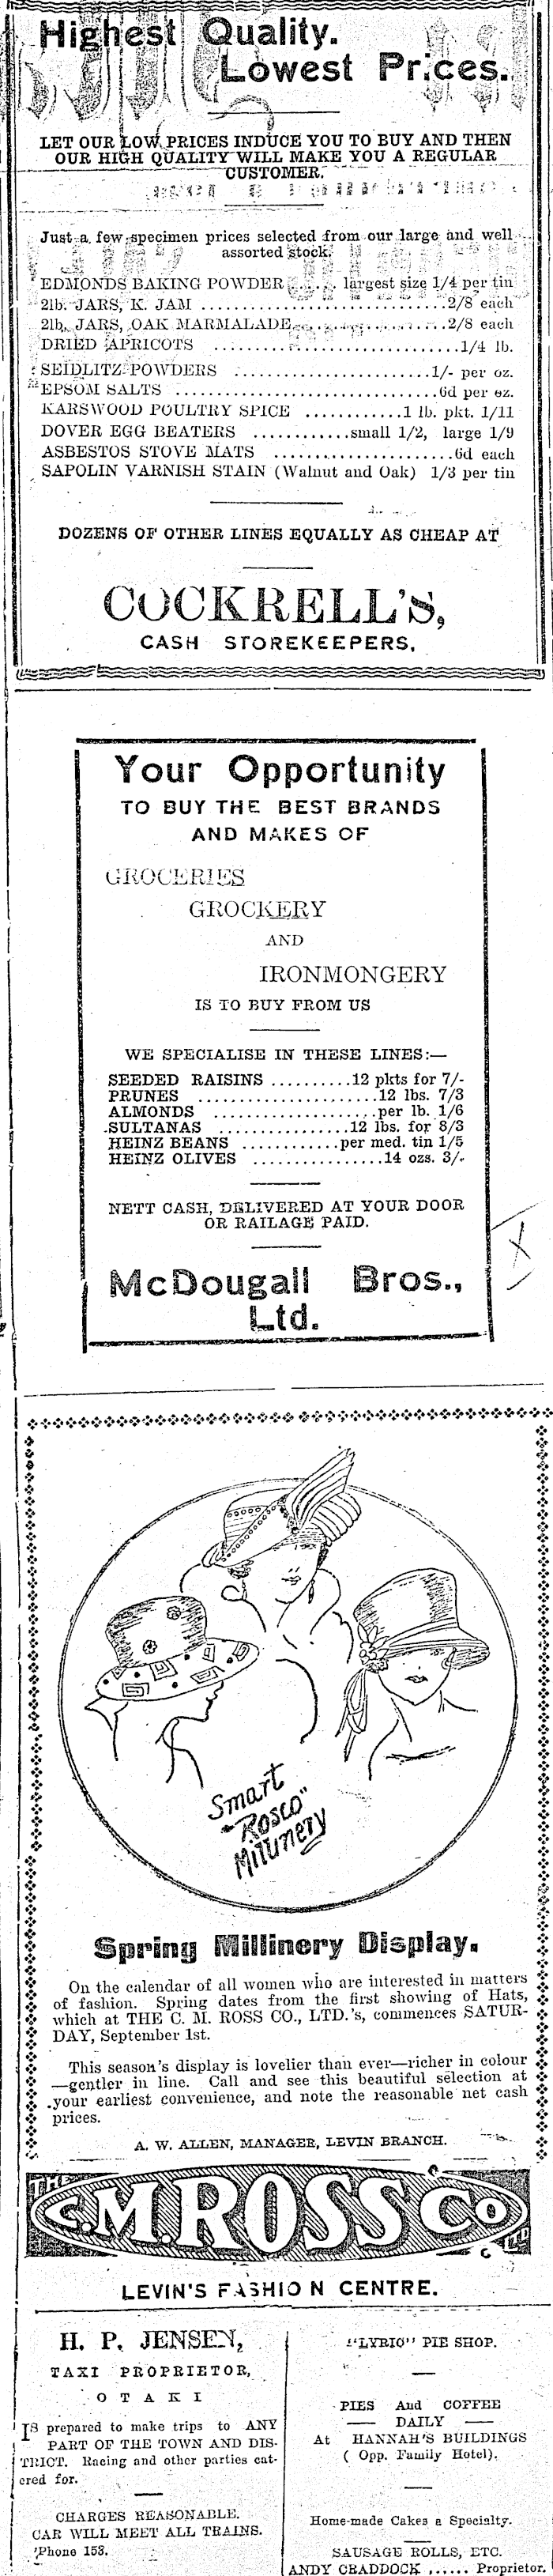 Highest Quality.
Lowest Prices.
LET OUR LOW PRICES INDUCE YOU TO BUY AND THEN
OUR HIGH QUALITY WILL MAKE YOU A REGULAR
CUSTOMER.
Just a few specimen prices selected from our large and well
assorted stock.
EDMONDS BAKING POWDER ...... largest size 1/4 per tin
2lb. JARS, K. JAM ........................ 2/8 each
2lb. JARS, OAK MARMALADE ................. 2/8 each
DRIED APRICOTS ........................... 1/4 lb.
SEIDLITZ POWDERS ..................... 1/- per oz.
EPSOM SALTS .......................... 6d per oz.
KARSWOOD POULTRY SPICE ........... 1 lb. pkt. 1/11
DOVER EGG BEATERS ........... small 1/2, large 1/9
ASBESTOS STOVE MATS .................... 6d each
SAPOLIN VARNISH STAIN (Walnut and Oak) 1/3 per tin
DOZENS OF OTHER LINES EQUALLY AS CHEAP AT
COCKRELL'S,
CASH STOREKEEPERS,
Your Opportunity
TO BUY THE BEST BRANDS
AND MAKES OF
GROCERIES
GROCKERY
AND
IRONMONGERY
IS TO BUY FROM US
WE SPECIALISE IN THESE LINES:—
SEEDED RAISINS .......... 12 pkts for 7/-
PRUNES ....................... 12 lbs. 7/3
ALMONDS ..................... per lb. 1/6
SULTANAS ................ 12 lbs. for 8/3
HEINZ BEANS ............ per med. tin 1/5
HEINZ OLIVES ................. 14 ozs. 3/-
NETT CASH, DELIVERED AT YOUR DOOR
OR RAILAGE PAID.
McDougall Bros.,
Ltd.
X
Smart
"Rosco"
Millinery
Spring Millinery Display.
On the calendar of all women who are interested in matters
of fashion. Spring dates from the first showing of Hats,
which at THE C. M. ROSS CO., LTD.'s, commences SATUR-
DAY, September 1st.
This season's display is lovelier than ever—richer in colour
—gentler in line. Call and see this beautiful selection at
your earliest convenience, and note the reasonable net cash
prices.
A. W. ALLEN, MANAGER, LEVIN BRANCH.
THE
C.M. ROSS Co
LTD
LEVIN'S FASHION CENTRE.
H. P. JENSEN,
TAXI PROPRIETOR,
OTAKI
IS prepared to make trips to ANY
PART OF THE TOWN AND DIS-
TRICT. Racing and other parties cat-
ered for.
CHARGES REASONABLE.
CAR WILL MEET ALL TRAINS.
'Phone 153.
"LYRIC" PIE SHOP.
PIES And COFFEE
DAILY
At HANNAH'S BUILDINGS
( Opp. Family Hotel).
Home-made Cakes a Specialty.
SAUSAGE ROLLS, ETC.
ANDY CRADDOCK ...... Proprietor.